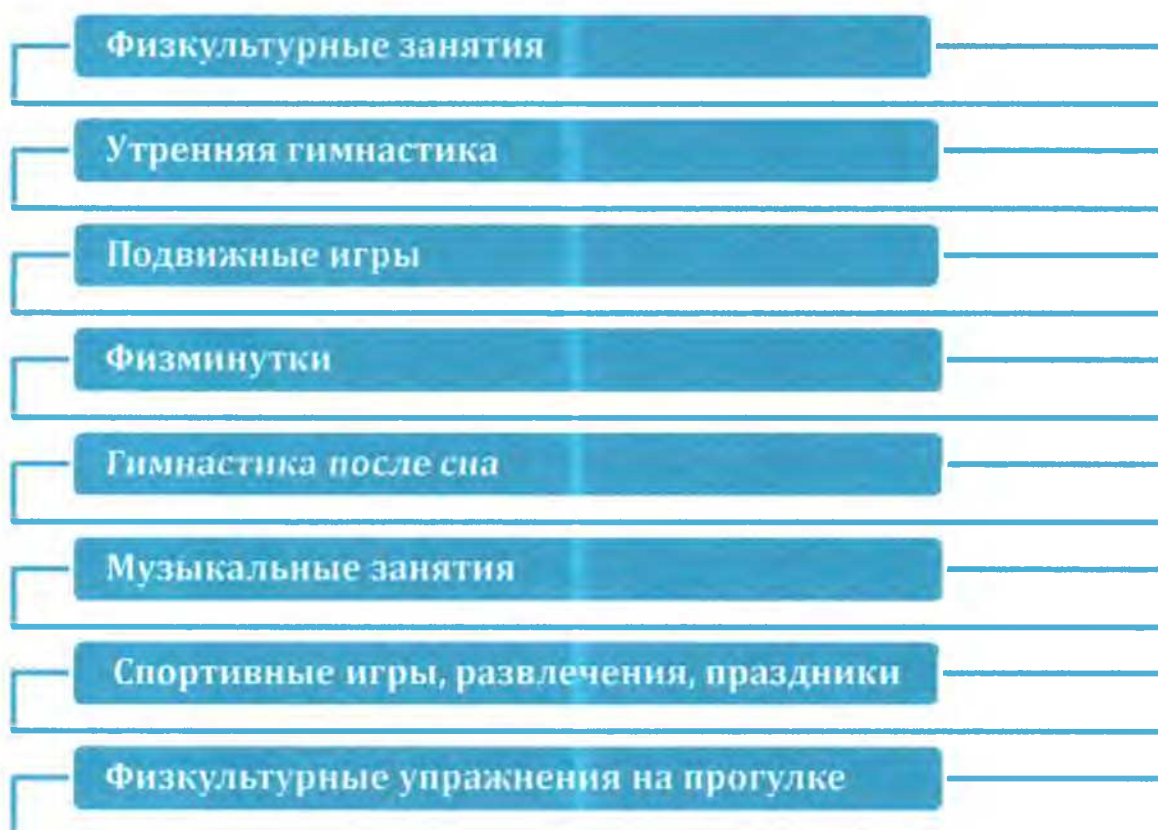 Физкультурные занятия
Утренняя гимнастика
Подвижные игры
Физминутки
Гимнастика после сна
Музыкальные занятия
Спортивные игры, развлечения, праздники
Физкультурные упражнения на прогулке